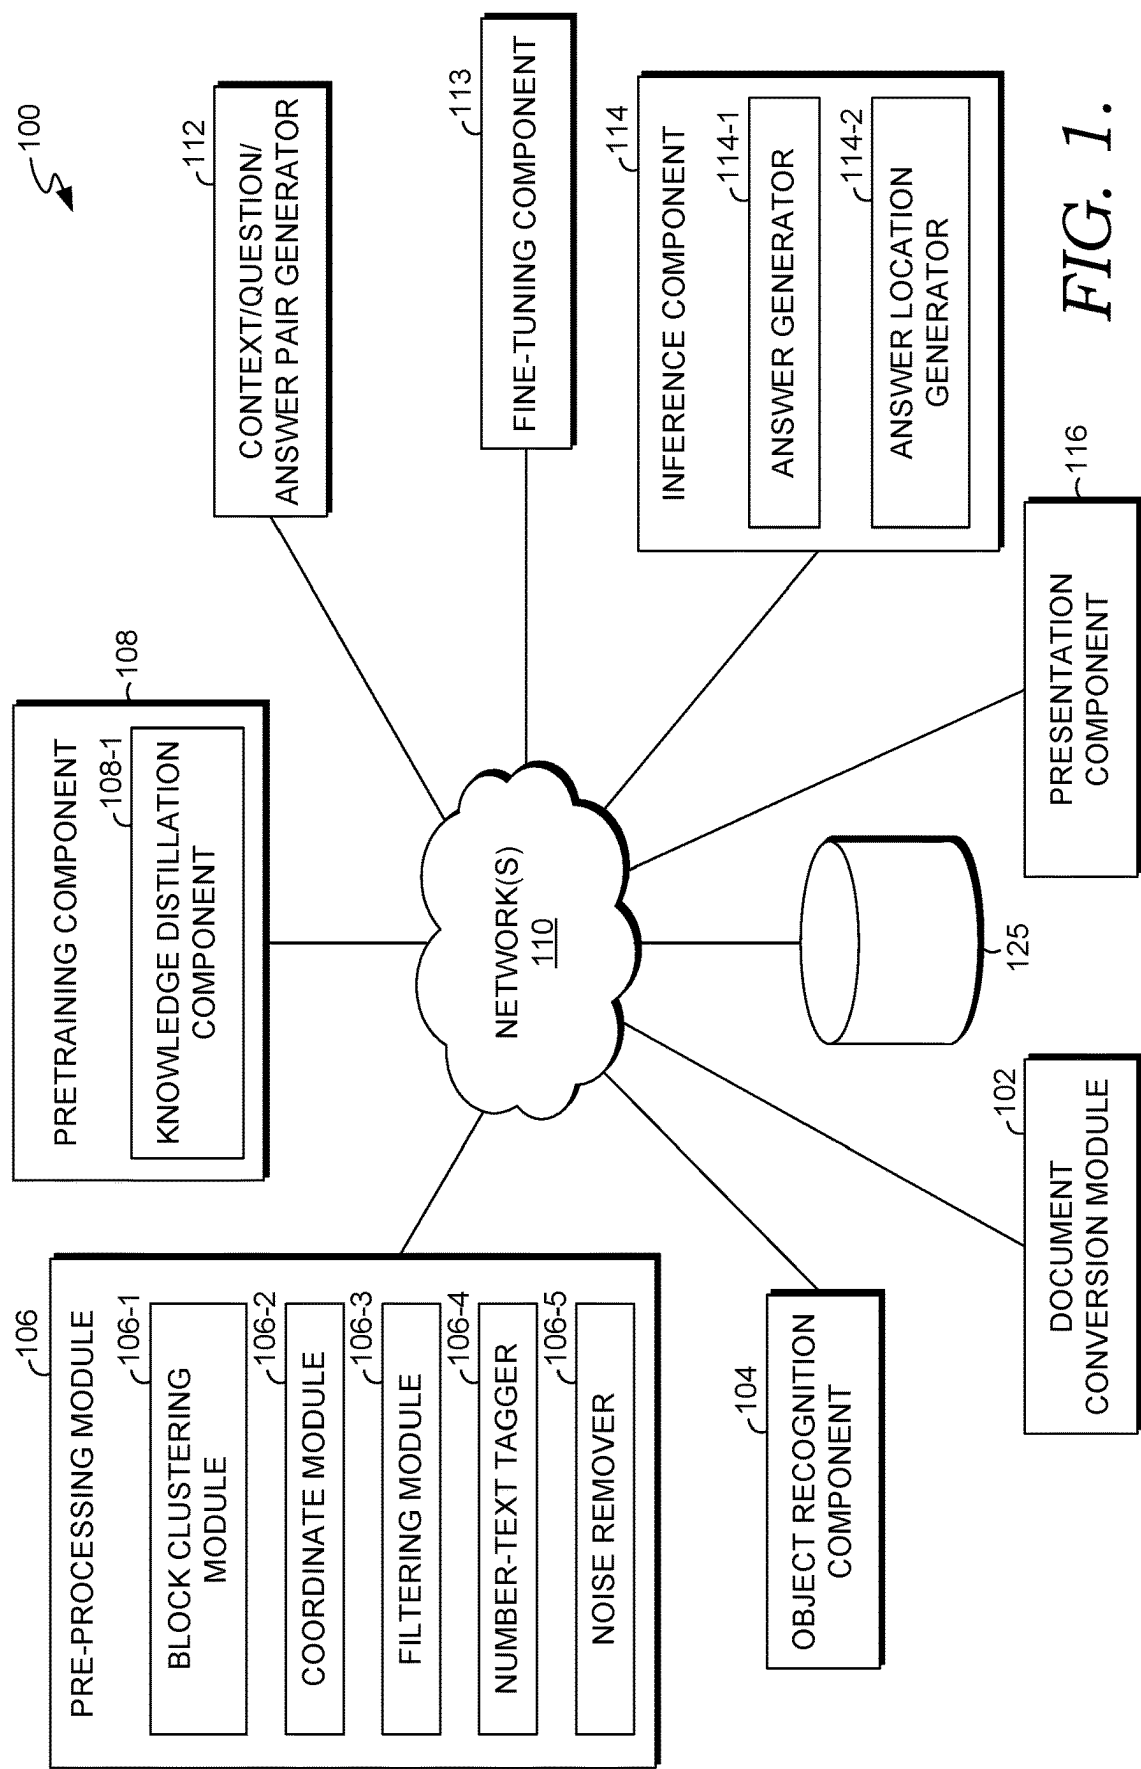 100
106
PRE-PROCESSING MODULE
106-1
BLOCK CLUSTERING
MODULE
106-2
COORDINATE MODULE
106-3
FILTERING MODULE
106-4
NUMBER-TEXT TAGGER
106-5
NOISE REMOVER
PRETRAINING COMPONENT
108
108-1
KNOWLEDGE DISTILLATION
COMPONENT
112
CONTEXT/QUESTION/
ANSWER PAIR GENERATOR
113
FINE-TUNING COMPONENT
NETWORK(S)
110
114
INFERENCE COMPONENT
114-1
ANSWER GENERATOR
114-2
ANSWER LOCATION
GENERATOR
104
OBJECT RECOGNITION
COMPONENT
102
DOCUMENT
CONVERSION MODULE
125
116
PRESENTATION
COMPONENT
FIG. 1.